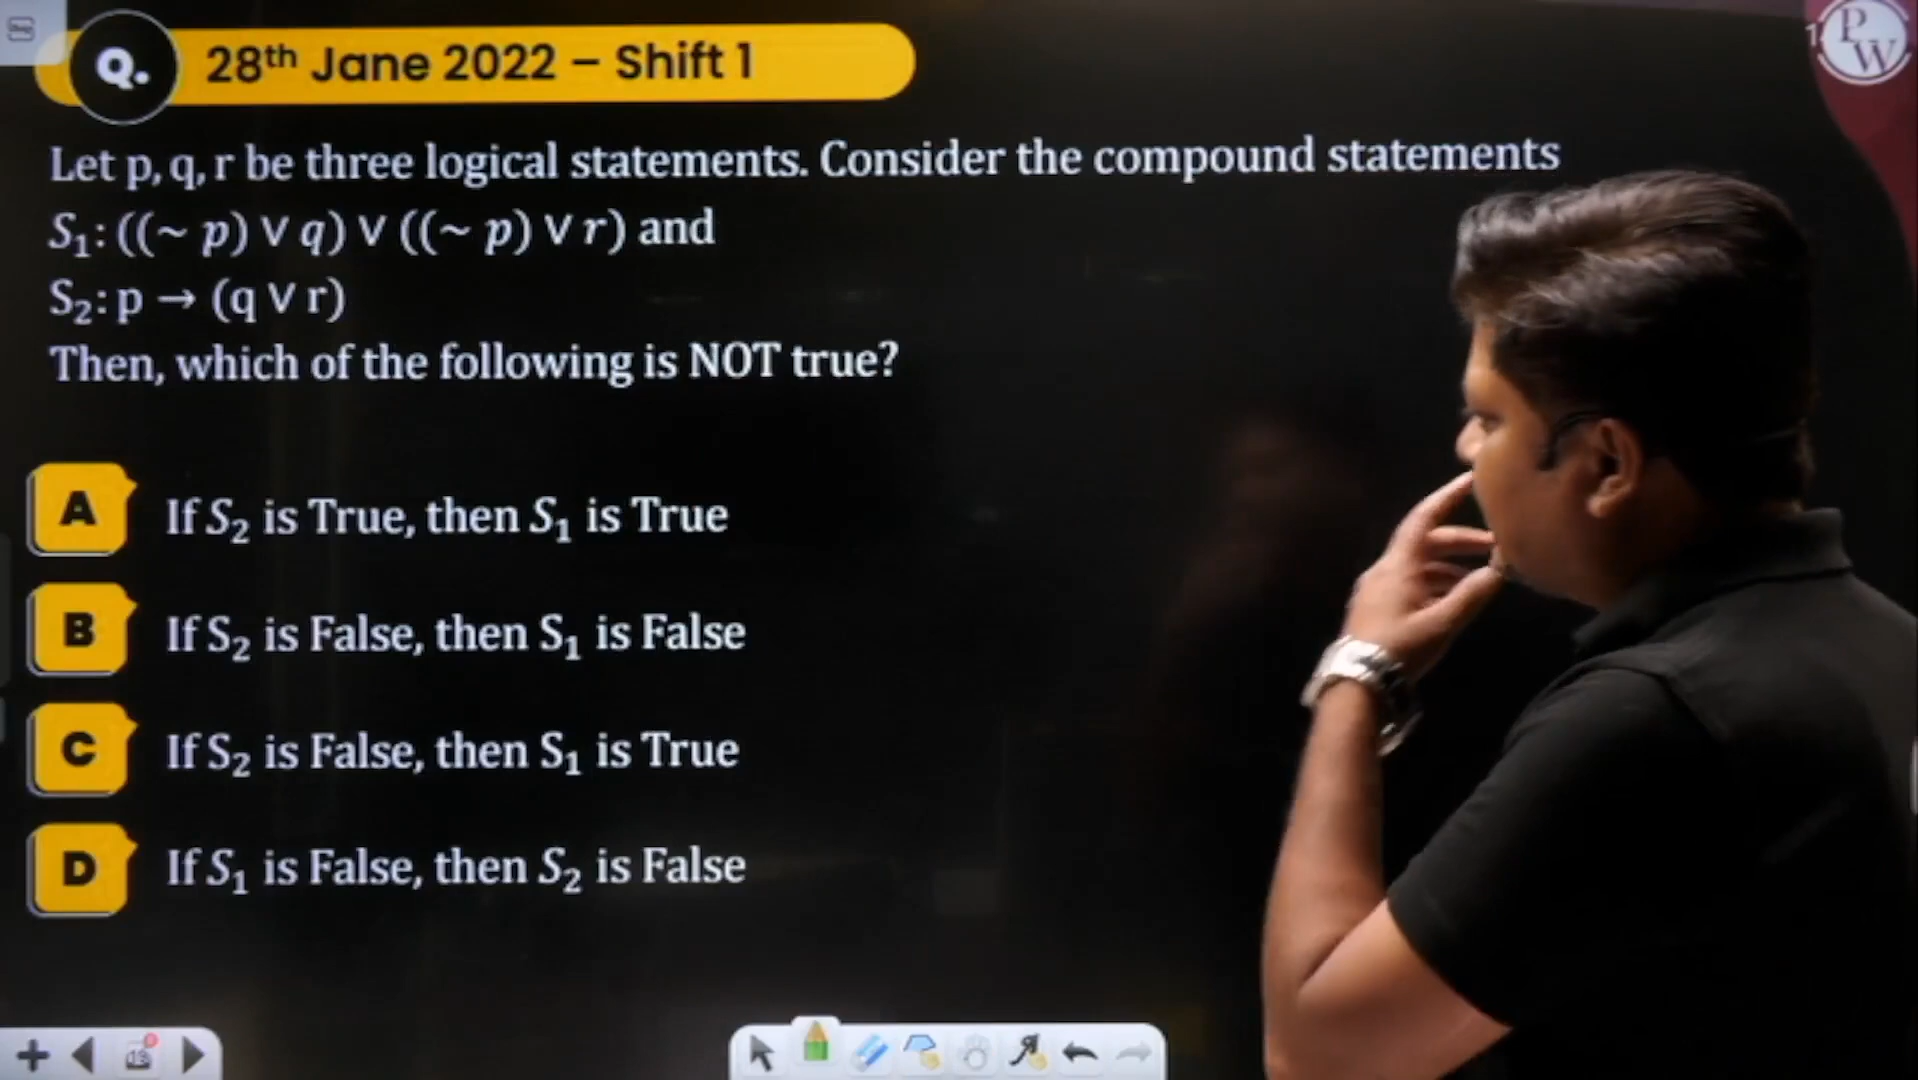 Q. 28th Jane 2022 – Shift 1
PW
Let p, q, r be three logical statements. Consider the compound statements
S₁: ((~ p) ∨ q) ∨ ((~ p) ∨ r) and
S₂: p → (q ∨ r)
Then, which of the following is NOT true?
A If S₂ is True, then S₁ is True
B If S₂ is False, then S₁ is False
C If S₂ is False, then S₁ is True
D If S₁ is False, then S₂ is False